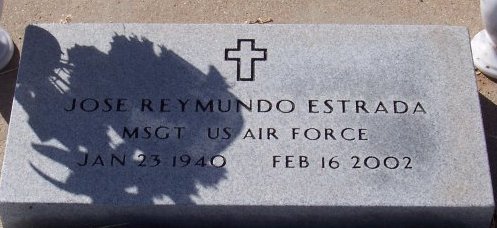 JOSE REYMUNDO ESTRADA
MSGT US AIR FORCE
JAN 23 1940 FEB 16 2002